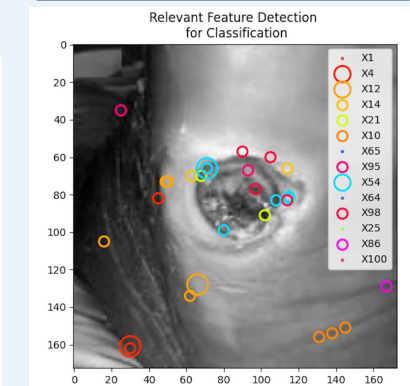 Relevant Feature Detection
for Classification
0
20
40
60
80
100
120
140
160
0 20 40 60 80 100 120 140 160
X1
X4
X12
X14
X21
X10
X65
X95
X54
X64
X98
X25
X86
X100